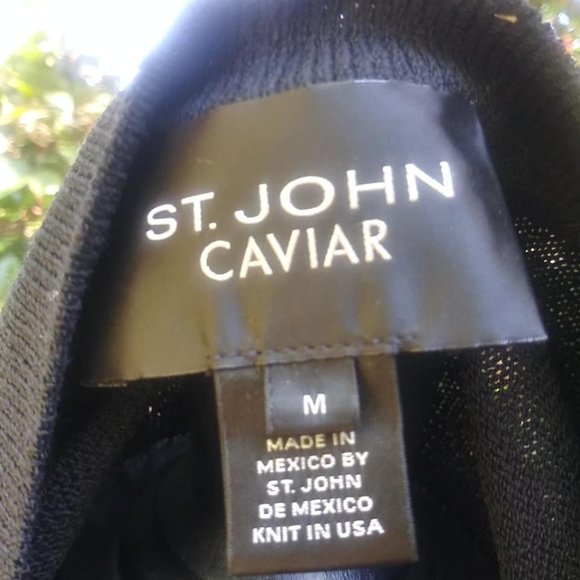 ST. JOHN
CAVIAR
M
MADE IN
MEXICO BY
ST. JOHN
DE MEXICO
KNIT IN USA